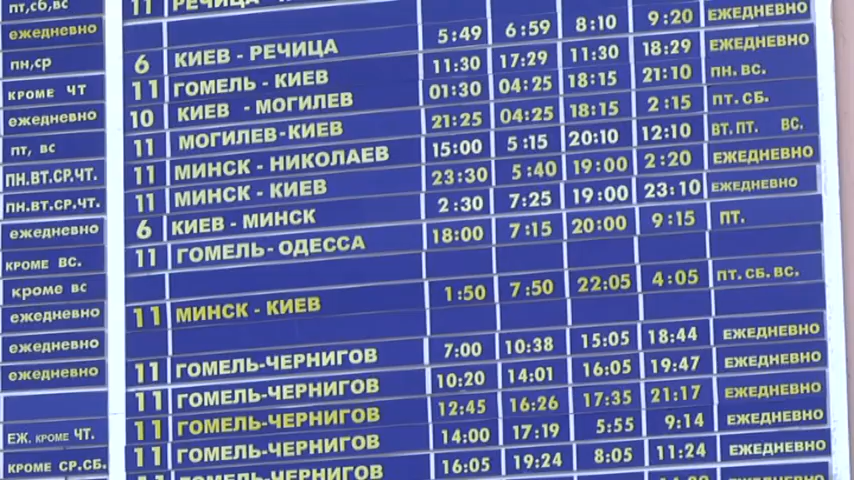 пт,сб,вс
ежедневно
пн,ср
КРОМЕ ЧТ
ежедневно
пт, вс
ПН.ВТ.СР.ЧТ.
пн.вт.ср.чт.
ежедневно
КРОМЕ ВС.
кроме вс
ежедневно
ежедневно
ежедневно
ЕЖ. КРОМЕ ЧТ.
КРОМЕ СР.СБ.
11 РЕЧИЦА -
6 КИЕВ - РЕЧИЦА 5:49 6:59 8:10 9:20 ЕЖЕДНЕВНО
11 ГОМЕЛЬ - КИЕВ 11:30 17:29 11:30 18:29 ЕЖЕДНЕВНО
10 КИЕВ - МОГИЛЕВ 01:30 04:25 18:15 21:10 ПН. ВС.
11 МОГИЛЕВ-КИЕВ 21:25 04:25 18:15 2:15 ПТ. СБ.
11 МИНСК - НИКОЛАЕВ 15:00 5:15 20:10 12:10 ВТ. ПТ. ВС.
11 МИНСК - КИЕВ 23:30 5:40 19:00 2:20 ЕЖЕДНЕВНО
6 КИЕВ - МИНСК 2:30 7:25 19:00 23:10 ЕЖЕДНЕВНО
11 ГОМЕЛЬ-ОДЕССА 18:00 7:15 20:00 9:15 ПТ.
11 МИНСК - КИЕВ 1:50 7:50 22:05 4:05 ПТ. СБ. ВС.
11 ГОМЕЛЬ-ЧЕРНИГОВ 7:00 10:38 15:05 18:44 ЕЖЕДНЕВНО
11 ГОМЕЛЬ-ЧЕРНИГОВ 10:20 14:01 16:05 19:47 ЕЖЕДНЕВНО
11 ГОМЕЛЬ-ЧЕРНИГОВ 12:45 16:26 17:35 21:17 ЕЖЕДНЕВНО
11 ГОМЕЛЬ-ЧЕРНИГОВ 14:00 17:19 5:55 9:14 ЕЖЕДНЕВНО
11 ГОМЕЛЬ-ЧЕРНИГОВ 16:05 19:24 8:05 11:24 ЕЖЕДНЕВНО